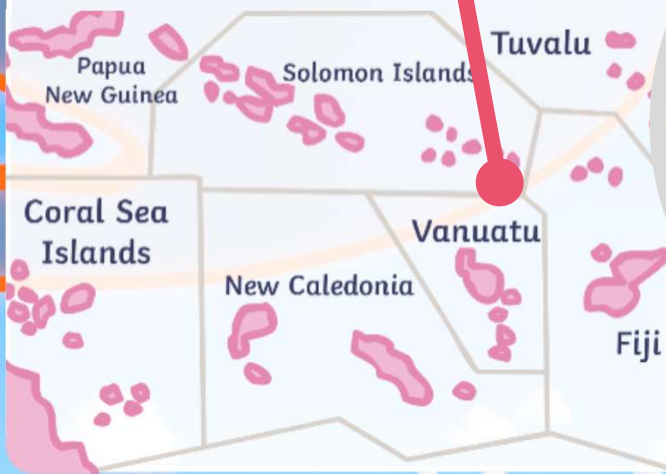 Tuvalu
Papua
New Guinea
Solomon Islands
Coral Sea
Islands
Vanuatu
New Caledonia
Fiji